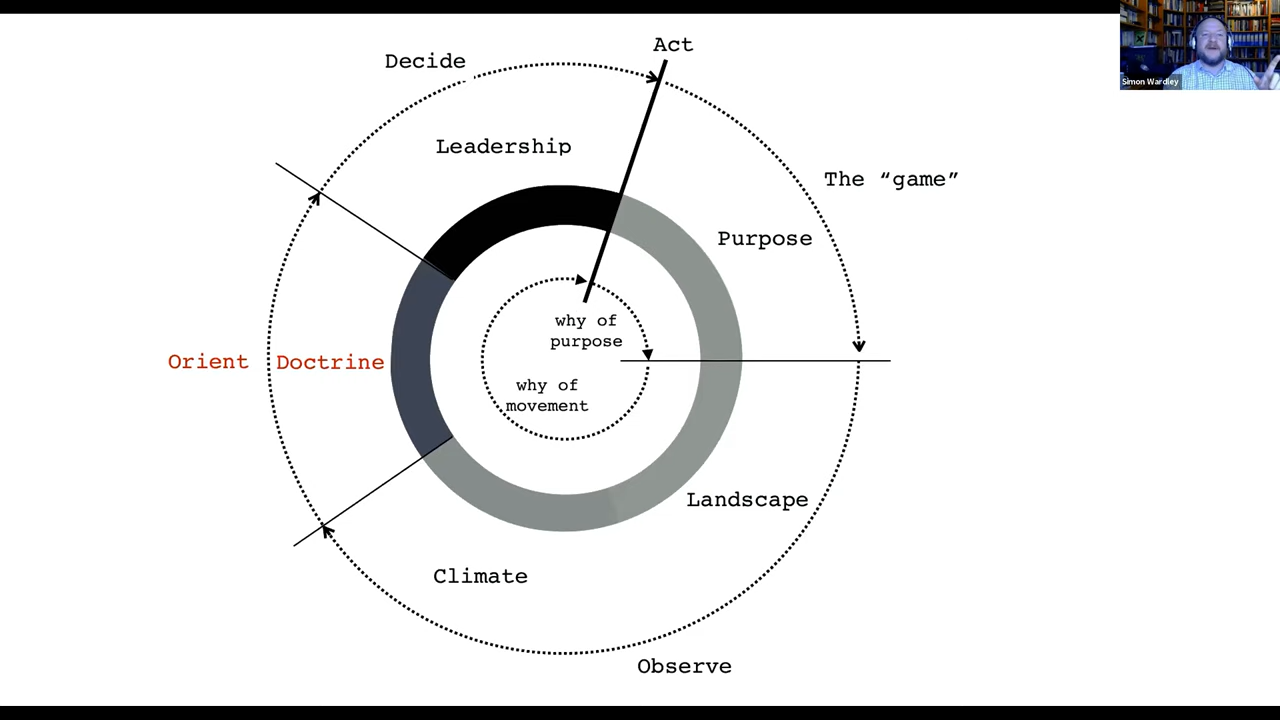 Act
Decide
Leadership
The “game”
Purpose
why of
purpose
Orient
Doctrine
why of
movement
Landscape
Climate
Observe
Simon Wardley